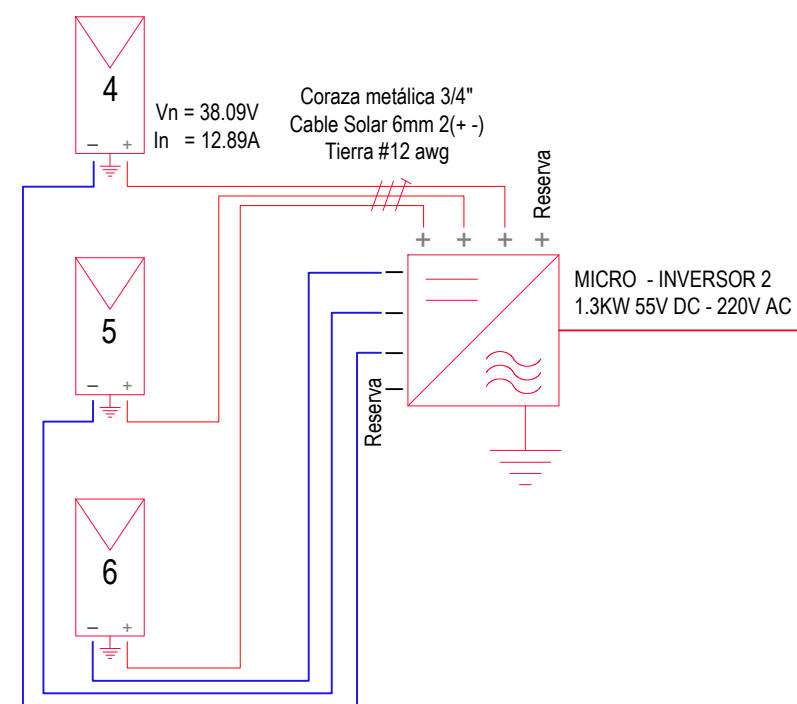 4
− +
Vn = 38.09V
In = 12.89A
Coraza metálica 3/4"
Cable Solar 6mm 2(+ -)
Tierra #12 awg
Reserva
+ + + +
5
− +
MICRO - INVERSOR 2
1.3KW 55V DC - 220V AC
Reserva
6
− +